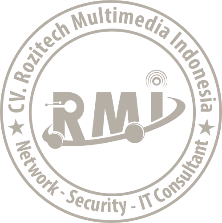 CV. Rozitech Multimedia Indonesia
RMI
Network - Security - IT Consultant